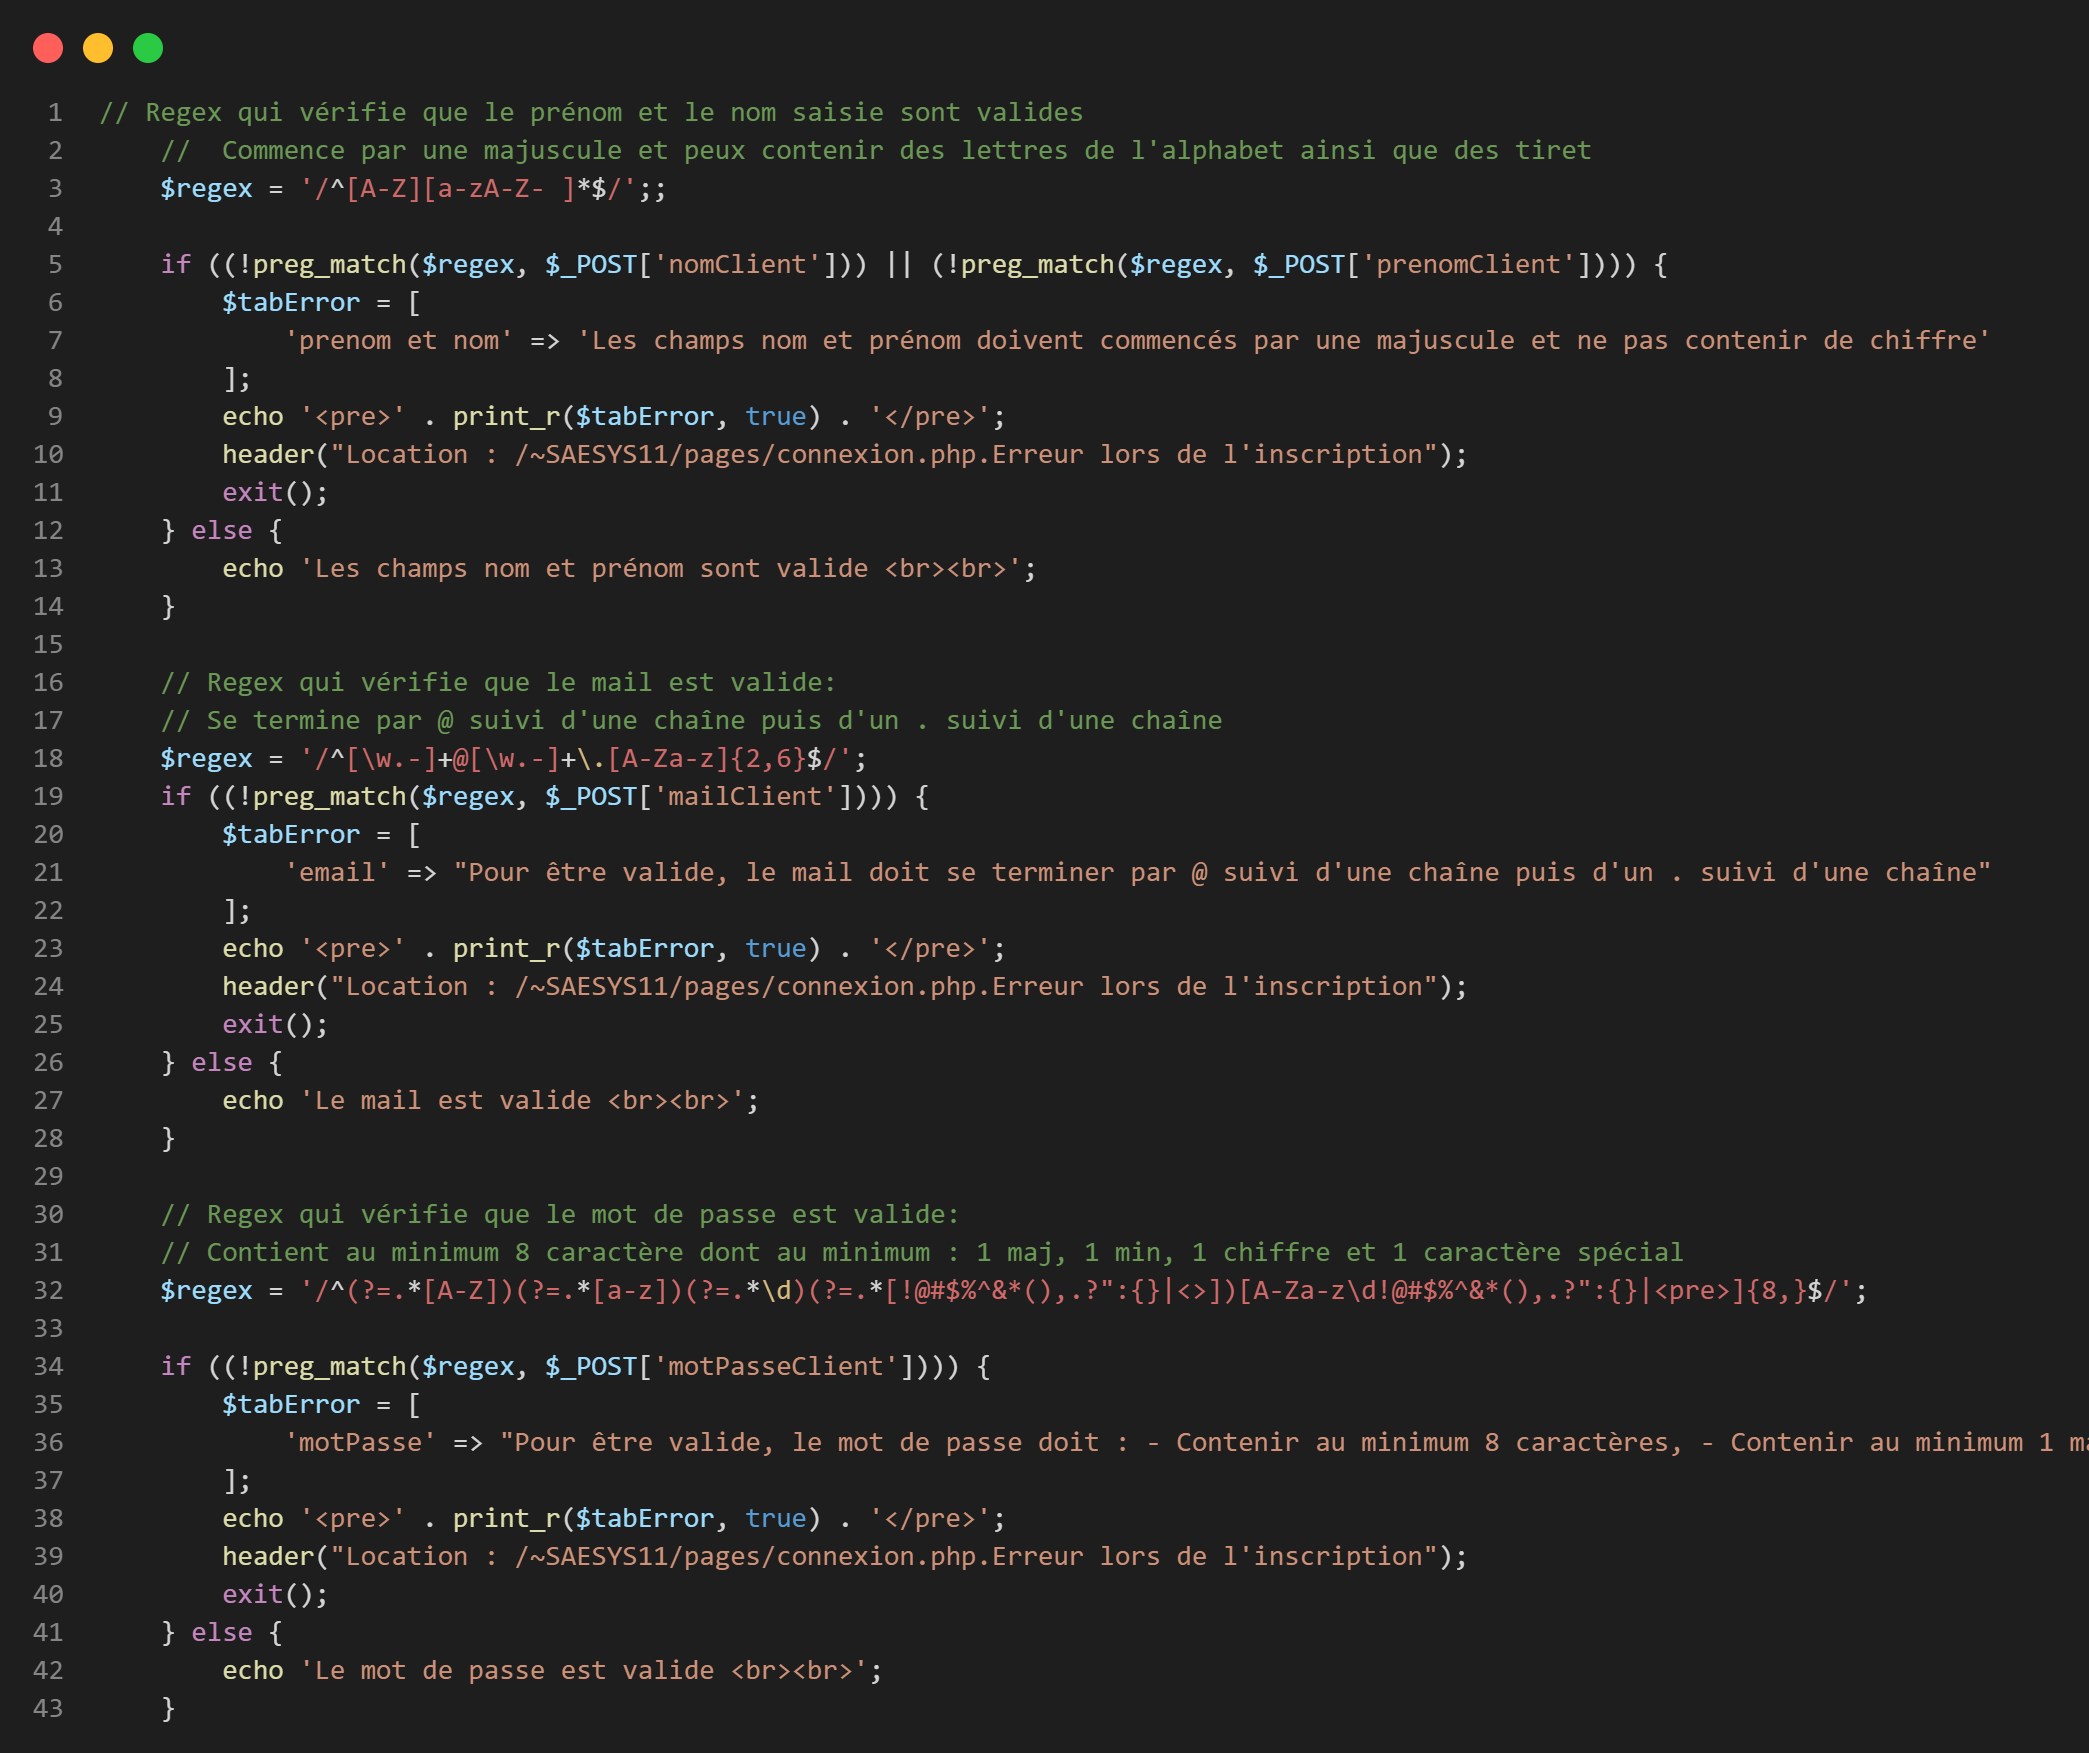 1 // Regex qui vérifie que le prénom et le nom saisie sont valides
2     //  Commence par une majuscule et peux contenir des lettres de l'alphabet ainsi que des tiret
3     $regex = '/^[A-Z][a-zA-Z- ]*$/';;
4
5     if ((!preg_match($regex, $_POST['nomClient'])) || (!preg_match($regex, $_POST['prenomClient']))) {
6         $tabError = [
7             'prenom et nom' => 'Les champs nom et prénom doivent commencés par une majuscule et ne pas contenir de chiffre'
8         ];
9         echo '<pre>' . print_r($tabError, true) . '</pre>';
10         header("Location : /~SAESYS11/pages/connexion.php.Erreur lors de l'inscription");
11         exit();
12     } else {
13         echo 'Les champs nom et prénom sont valide <br><br>';
14     }
15
16     // Regex qui vérifie que le mail est valide:
17     // Se termine par @ suivi d'une chaîne puis d'un . suivi d'une chaîne
18     $regex = '/^[\w.-]+@[\w.-]+\.[A-Za-z]{2,6}$/';
19     if ((!preg_match($regex, $_POST['mailClient']))) {
20         $tabError = [
21             'email' => "Pour être valide, le mail doit se terminer par @ suivi d'une chaîne puis d'un . suivi d'une chaîne"
22         ];
23         echo '<pre>' . print_r($tabError, true) . '</pre>';
24         header("Location : /~SAESYS11/pages/connexion.php.Erreur lors de l'inscription");
25         exit();
26     } else {
27         echo 'Le mail est valide <br><br>';
28     }
29
30     // Regex qui vérifie que le mot de passe est valide:
31     // Contient au minimum 8 caractère dont au minimum : 1 maj, 1 min, 1 chiffre et 1 caractère spécial
32     $regex = '/^(?=.*[A-Z])(?=.*[a-z])(?=.*\d)(?=.*[!@#$%^&*(),.?":{}|<>])[A-Za-z\d!@#$%^&*(),.?":{}|<pre>]{8,}$/';
33
34     if ((!preg_match($regex, $_POST['motPasseClient']))) {
35         $tabError = [
36             'motPasse' => "Pour être valide, le mot de passe doit : - Contenir au minimum 8 caractères, - Contenir au minimum 1
37         ];
38         echo '<pre>' . print_r($tabError, true) . '</pre>';
39         header("Location : /~SAESYS11/pages/connexion.php.Erreur lors de l'inscription");
40         exit();
41     } else {
42         echo 'Le mot de passe est valide <br><br>';
43     }